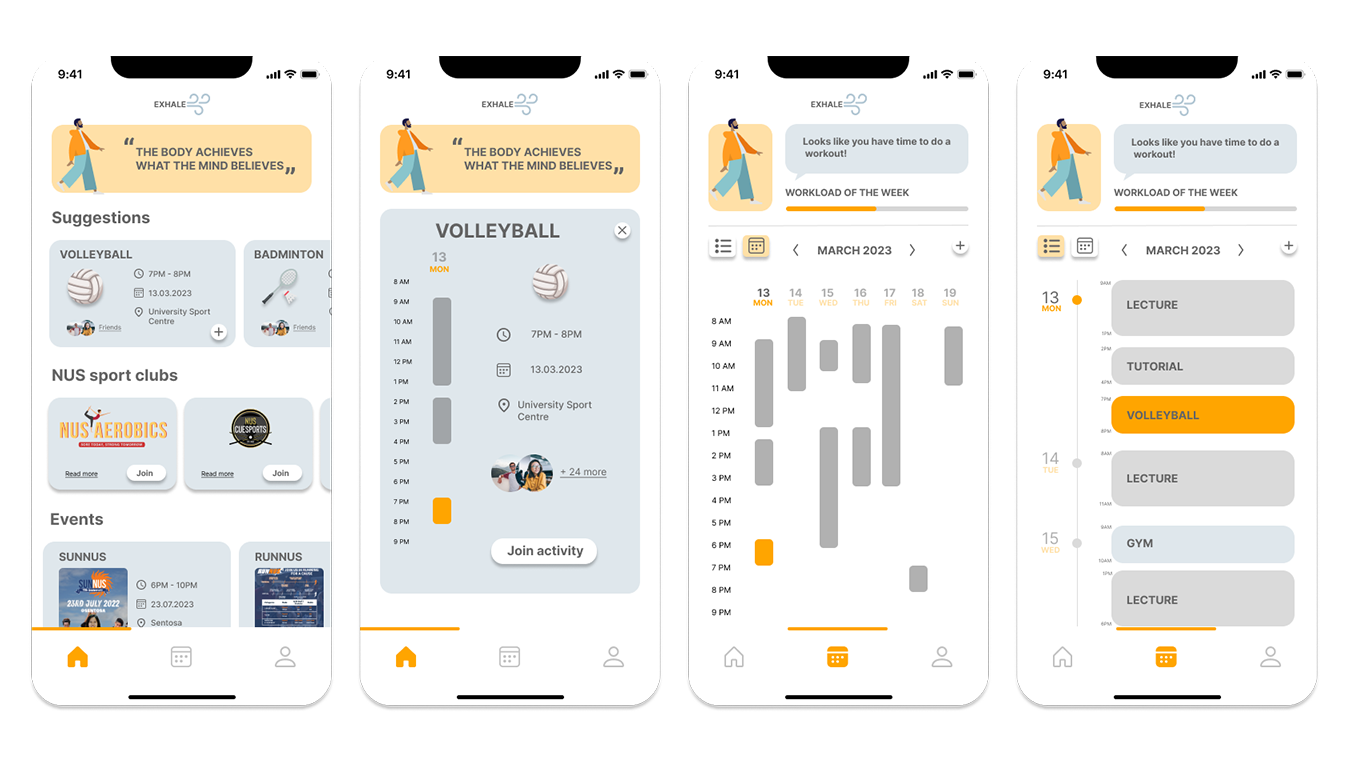 9:41
EXHALE
“THE BODY ACHIEVES
WHAT THE MIND BELIEVES„
Suggestions
VOLLEYBALL
7PM - 8PM
13.03.2023
University Sport
Centre
Friends
BADMINTON
Friends
NUS sport clubs
NUS AEROBICS
Read more
Join
NUS
CUESPORTS
Read more
Join
Events
SUNNUS
SUNNUS
23RD JULY 2022
@SENTOSA
6PM - 10PM
23.07.2023
Sentosa
RUNNUS
9:41
EXHALE
“THE BODY ACHIEVES
WHAT THE MIND BELIEVES„
VOLLEYBALL
13
MON
8 AM
9 AM
10 AM
11 AM
12 PM
1 PM
2 PM
3 PM
4 PM
5 PM
6 PM
7 PM
8 PM
9 PM
7PM - 8PM
13.03.2023
University Sport
Centre
+ 24 more
Join activity
9:41
EXHALE
Looks like you have time to do a
workout!
WORKLOAD OF THE WEEK
MARCH 2023
13 14 15 16 17 18 19
MON TUE WED THU FRI SAT SUN
8 AM
9 AM
10 AM
11 AM
12 PM
1 PM
2 PM
3 PM
4 PM
5 PM
6 PM
7 PM
8 PM
9 PM
9:41
EXHALE
Looks like you have time to do a
workout!
WORKLOAD OF THE WEEK
MARCH 2023
13
MON
9AM
LECTURE
1PM
2PM
TUTORIAL
4PM
7PM
VOLLEYBALL
8PM
14
TUE
8AM
LECTURE
11AM
15
WED
9AM
GYM
10AM
1PM
LECTURE
6PM